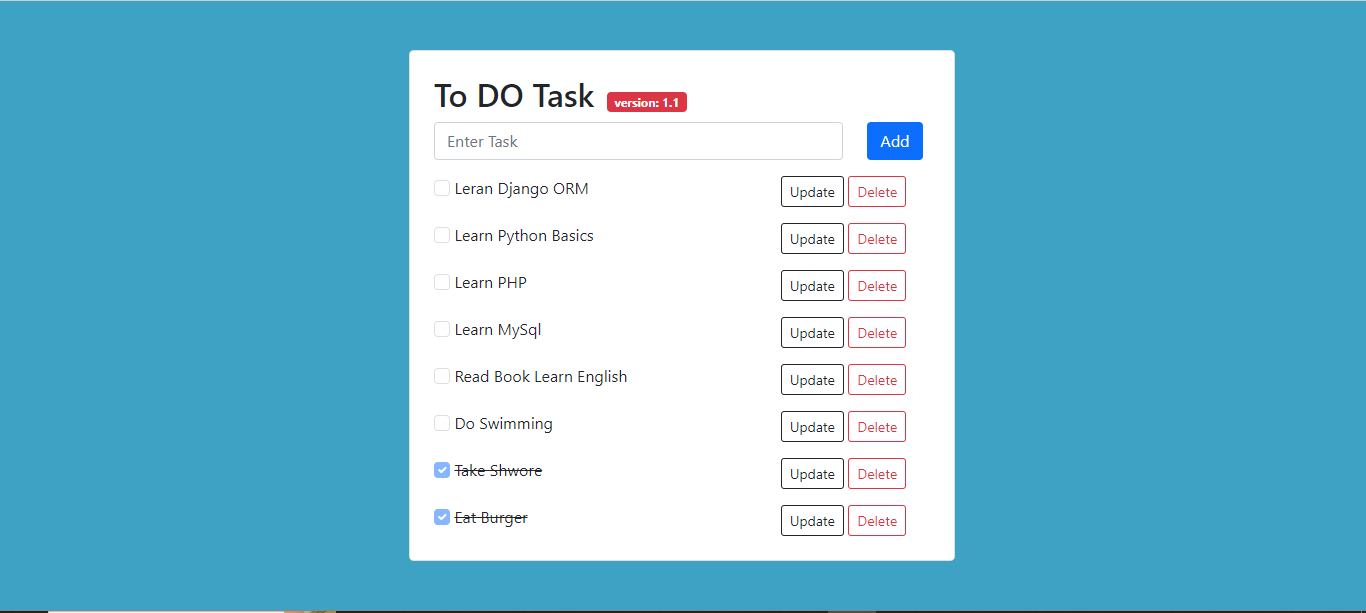 To DO Task version: 1.1
Enter Task Add
Leran Django ORM Update Delete
Learn Python Basics Update Delete
Learn PHP Update Delete
Learn MySql Update Delete
Read Book Learn English Update Delete
Do Swimming Update Delete
Take Shwore Update Delete
Eat Burger Update Delete